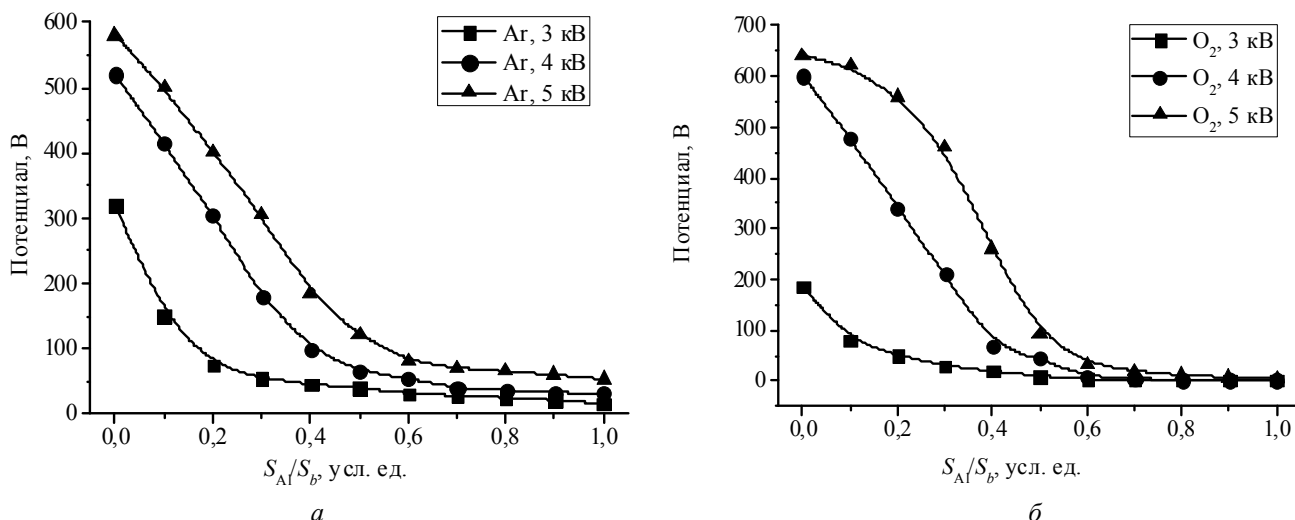 600
500
400
300
200
100
0
Потенциал, В
Ar, 3 кВ
Ar, 4 кВ
Ar, 5 кВ
0,0 0,2 0,4 0,6 0,8 1,0
S_Al/S_b, усл. ед.
а
700
600
500
400
300
200
100
0
Потенциал, В
O₂, 3 кВ
O₂, 4 кВ
O₂, 5 кВ
0,0 0,2 0,4 0,6 0,8 1,0
S_Al/S_b, усл. ед.
б